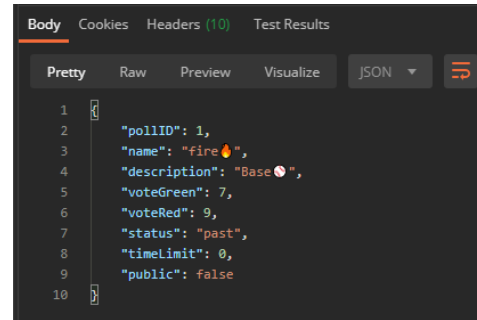 Body Cookies Headers (10) Test Results
Pretty Raw Preview Visualize JSON
1 {
2 "pollID": 1,
3 "name": "fire🔥",
4 "description": "Base⚾",
5 "voteGreen": 7,
6 "voteRed": 9,
7 "status": "past",
8 "timeLimit": 0,
9 "public": false
10 }